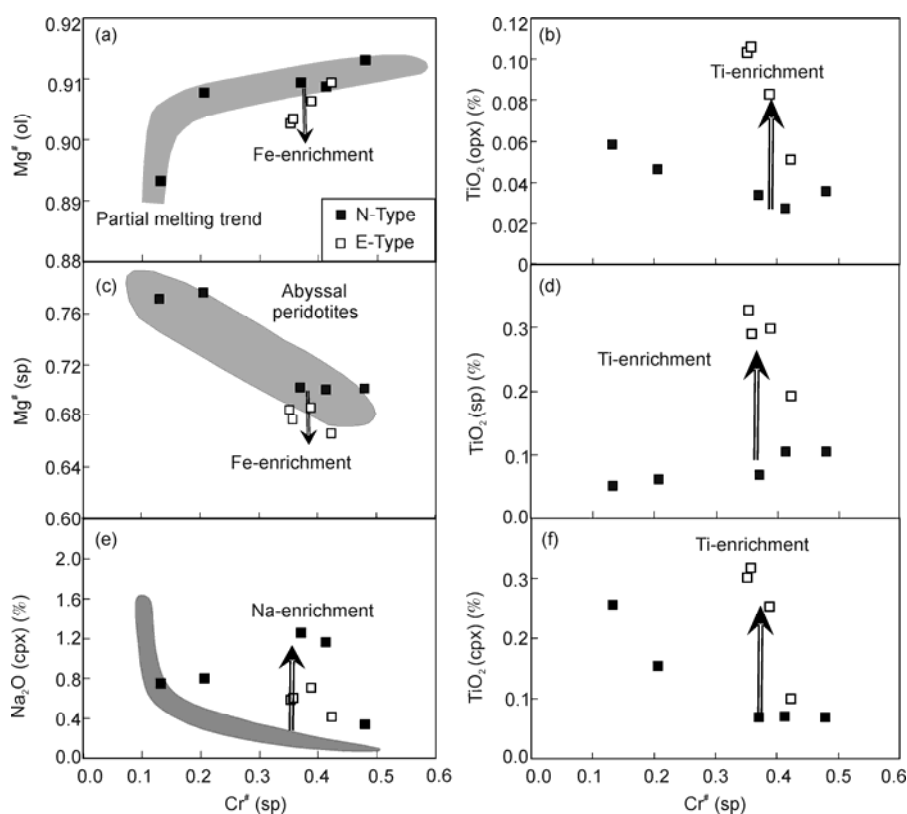 (a)
0.92
0.91
0.90
0.89
0.88
Mg# (ol)
Fe-enrichment
Partial melting trend
N-Type
E-Type
(b)
0.12
0.10
0.08
0.06
0.04
0.02
0
TiO₂ (opx) (%)
Ti-enrichment
(c)
0.76
0.72
0.68
0.64
0.60
Mg# (sp)
Abyssal
peridotites
Fe-enrichment
(d)
0.3
0.2
0.1
0.0
TiO₂ (sp) (%)
Ti-enrichment
(e)
2.0
1.6
1.2
0.8
0.4
0.0
Na₂O (cpx) (%)
Na-enrichment
0.0 0.1 0.2 0.3 0.4 0.5 0.6
Cr# (sp)
(f)
0.3
0.2
0.1
0.0
TiO₂ (cpx) (%)
Ti-enrichment
0.0 0.1 0.2 0.3 0.4 0.5 0.6
Cr# (sp)